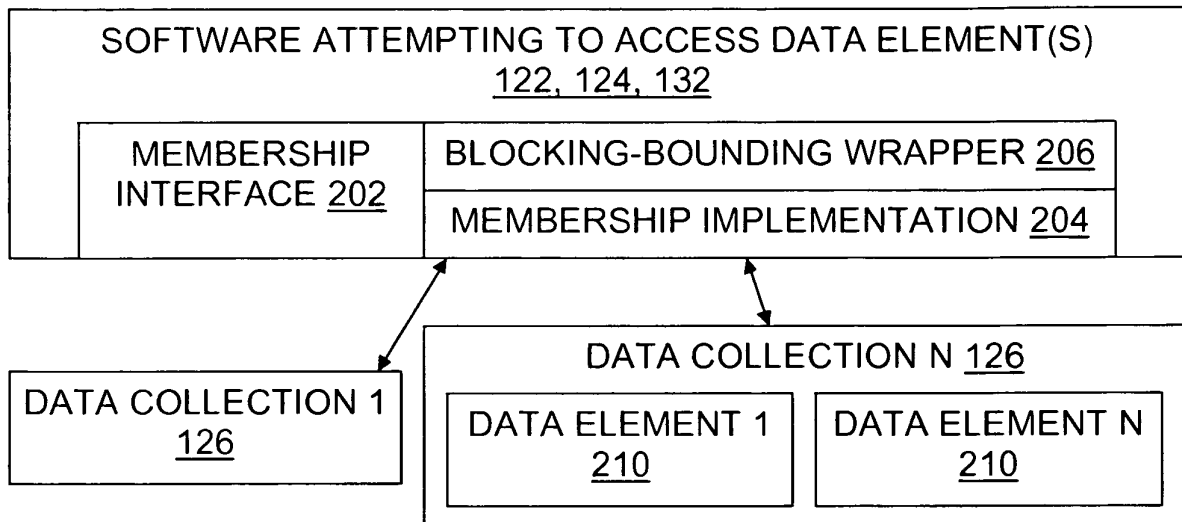 SOFTWARE ATTEMPTING TO ACCESS DATA ELEMENT(S)
122, 124, 132
MEMBERSHIP
INTERFACE 202
BLOCKING-BOUNDING WRAPPER 206
MEMBERSHIP IMPLEMENTATION 204
DATA COLLECTION 1
126
DATA COLLECTION N 126
DATA ELEMENT 1
210
DATA ELEMENT N
210